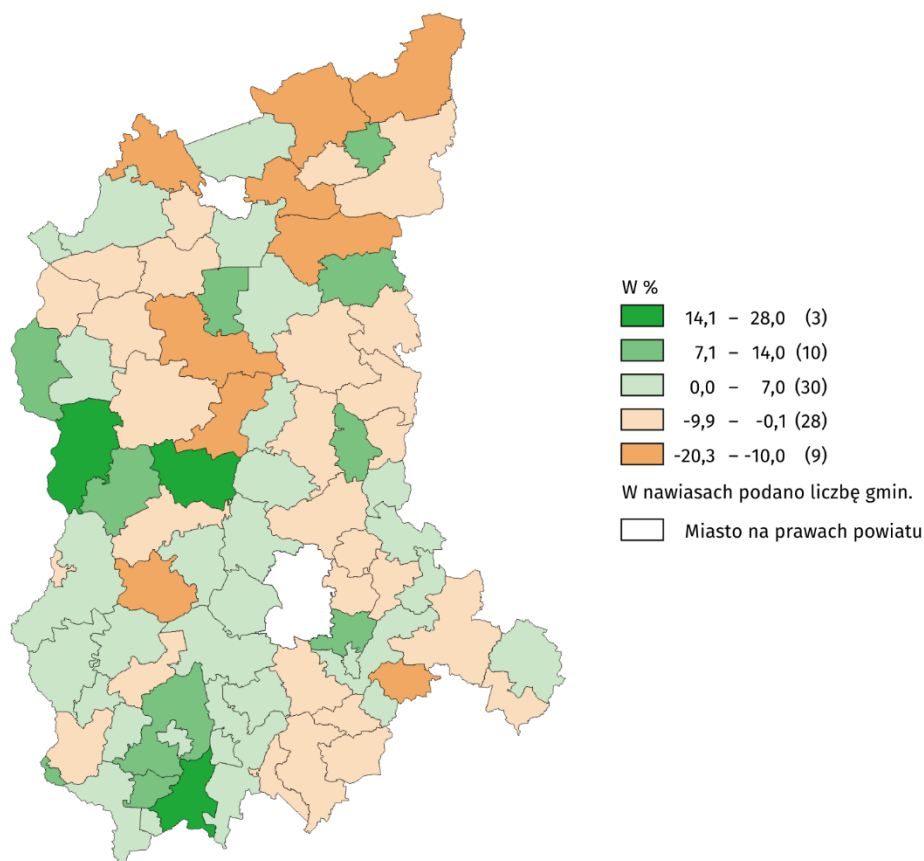 W %
14,1 – 28,0 (3)
7,1 – 14,0 (10)
0,0 – 7,0 (30)
-9,9 – -0,1 (28)
-20,3 – -10,0 (9)
W nawiasach podano liczbę gmin.
Miasto na prawach powiatu